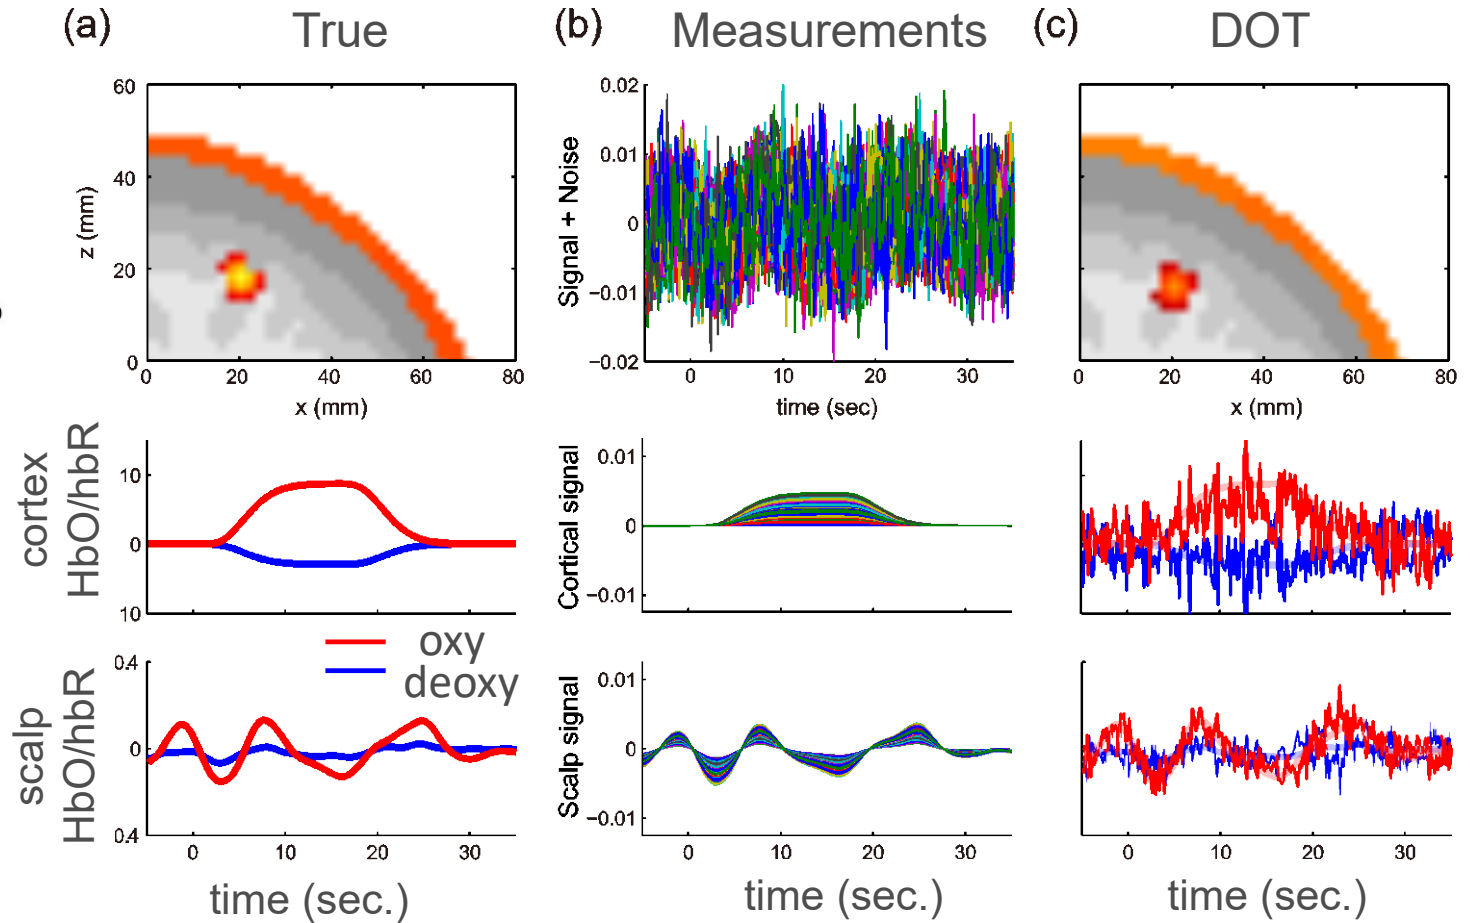 (a) True
(b) Measurements
(c) DOT
60
40
20
0
z (mm)
0 20 40 60 80
x (mm)
0.02
0.01
0
−0.01
−0.02
Signal + Noise
0 10 20 30
time (sec)
0 20 40 60 80
x (mm)
cortex
HbO/hbR
10
0
10
Cortical signal
0.01
0
−0.01
oxy
deoxy
scalp
HbO/hbR
0.4
0
0.4
0 10 20 30
time (sec.)
Scalp signal
0.01
0
−0.01
0 10 20 30
time (sec.)
0 10 20 30
time (sec.)